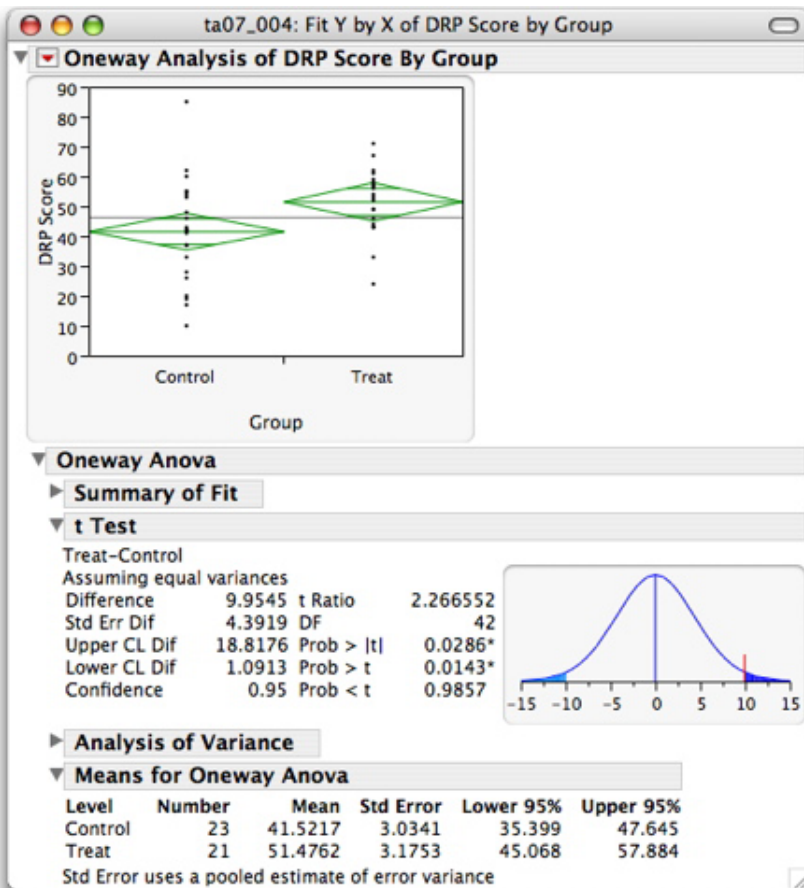 ta07_004: Fit Y by X of DRP Score by Group
Oneway Analysis of DRP Score By Group
90
80
70
60
50
40
30
20
10
0
DRP Score
Control Treat
Group
Oneway Anova
Summary of Fit
t Test
Treat-Control
Assuming equal variances
Difference 9.9545 t Ratio 2.266552
Std Err Dif 4.3919 DF 42
Upper CL Dif 18.8176 Prob > |t| 0.0286*
Lower CL Dif 1.0913 Prob > t 0.0143*
Confidence 0.95 Prob < t 0.9857
-15 -10 -5 0 5 10 15
Analysis of Variance
Means for Oneway Anova
Level Number Mean Std Error Lower 95% Upper 95%
Control 23 41.5217 3.0341 35.399 47.645
Treat 21 51.4762 3.1753 45.068 57.884
Std Error uses a pooled estimate of error variance